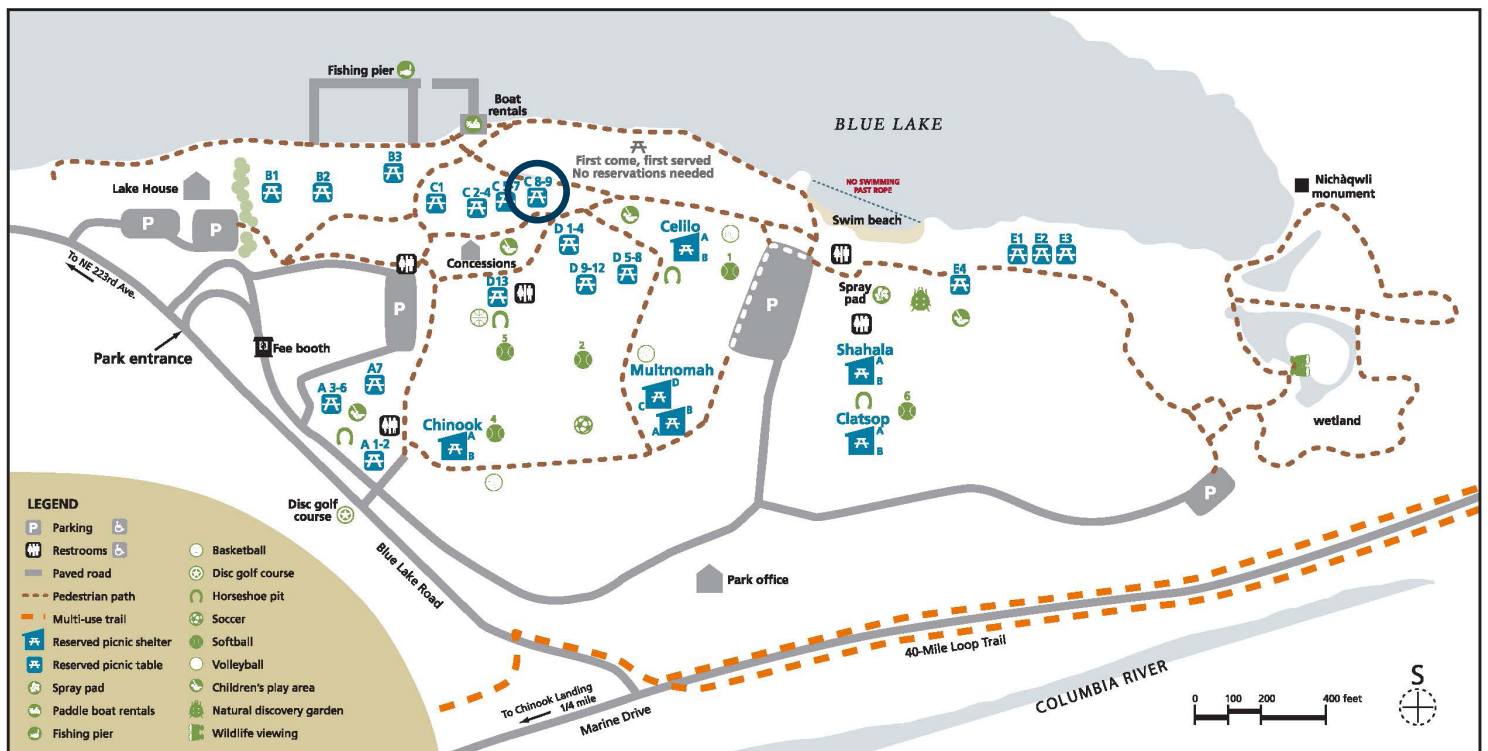 Fishing pier
Boat
rentals
BLUE LAKE
First come, first served
No reservations needed
NO SWIMMING
PAST ROPE
Nichàqwli
monument
Lake House
B1
B2
B3
C1
C 2-4
C 8-9
Swim beach
P
P
To NE 223rd Ave.
Concessions
D 1-4
D 9-12
D 5-8
D13
Celilo
A
B
1
E1
E2
E3
E4
Spray
pad
P
P
Park entrance
Fee booth
5
2
A7
A 3-6
A 1-2
Chinook
A
B
4
Multnomah
D
C
B
A
Shahala
A
B
6
Clatsop
A
B
wetland
P
Disc golf
course
Blue Lake Road
Park office
40-Mile Loop Trail
COLUMBIA RIVER
To Chinook Landing
1/4 mile
Marine Drive
0 100 200 400 feet
S
LEGEND
P Parking
Restrooms
Paved road
Pedestrian path
Multi-use trail
Reserved picnic shelter
Reserved picnic table
Spray pad
Paddle boat rentals
Fishing pier
Basketball
Disc golf course
Horseshoe pit
Soccer
Softball
Volleyball
Children's play area
Natural discovery garden
Wildlife viewing